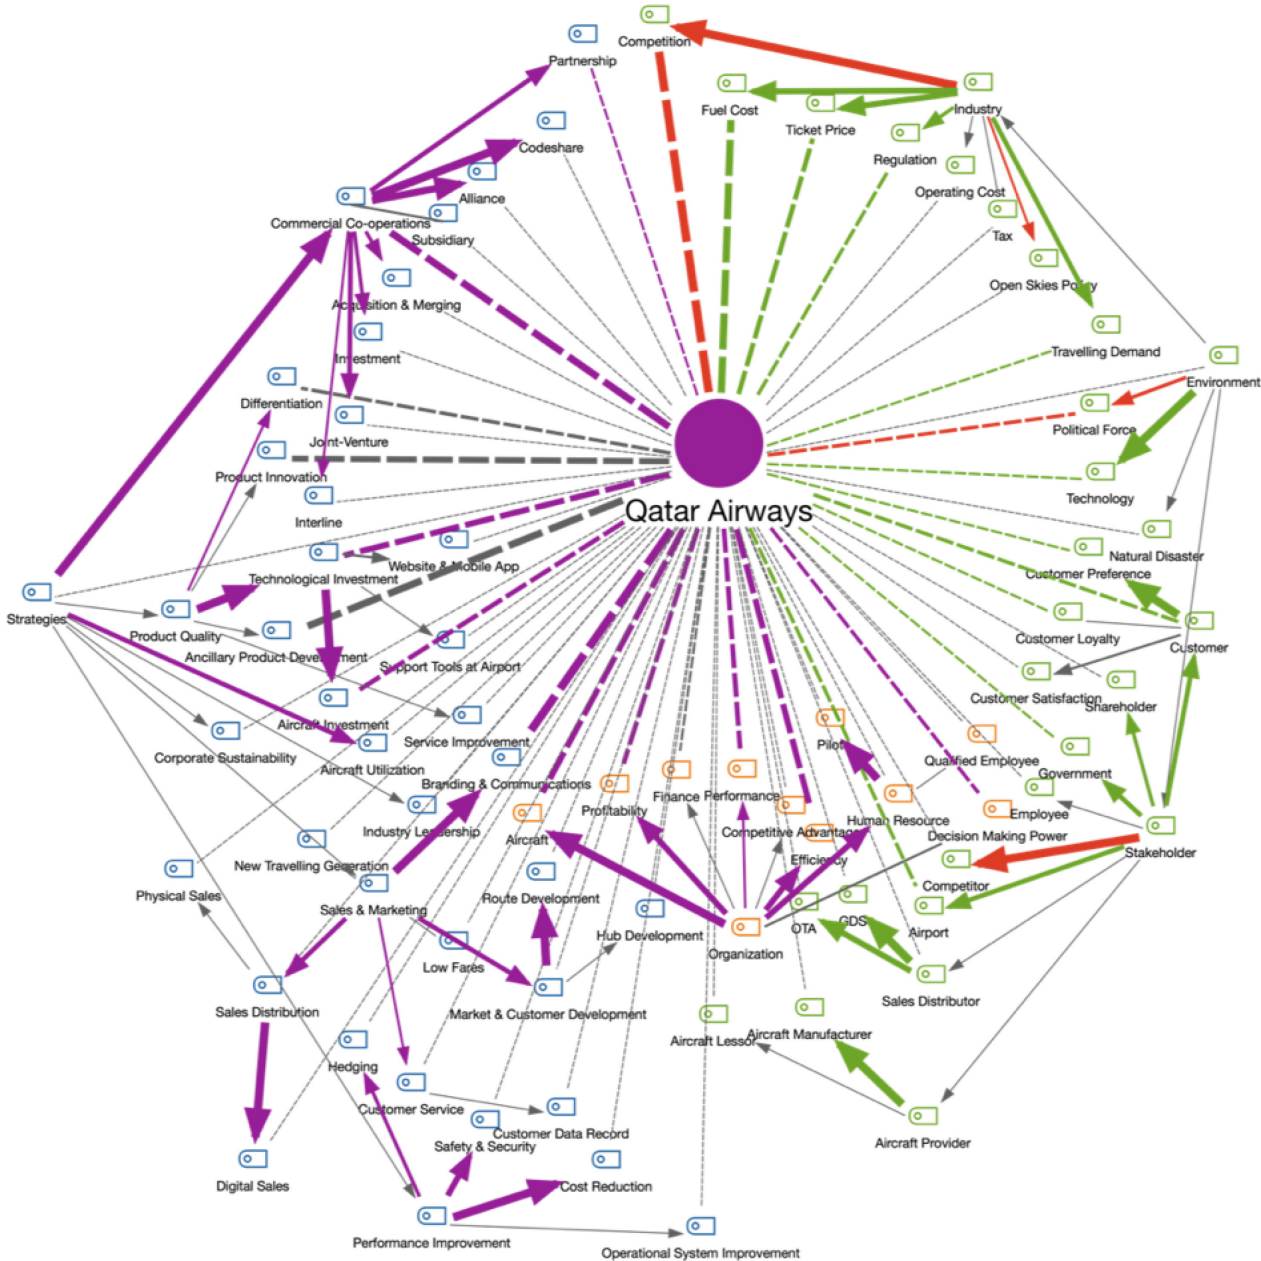 Competition
Partnership
Fuel Cost
Industry
Ticket Price
Codeshare
Regulation
Operating Cost
Alliance
Commercial Co-operations
Subsidiary
Tax
Open Skies Policy
Acquisition & Merging
Investment
Travelling Demand
Environment
Differentiation
Political Force
Joint-Venture
Product Innovation
Technology
Qatar Airways
Interline
Natural Disaster
Website & Mobile App
Customer Preference
Technological Investment
Strategies
Product Quality
Customer Loyalty
Customer
Ancillary Product Development
Support Tools at Airport
Customer Satisfaction
Shareholder
Aircraft Investment
Service Improvement
Pilot
Corporate Sustainability
Aircraft Utilization
Qualified Employee
Government
Branding & Communications
Profitability
Finance
Performance
Employee
Industry Leadership
Aircraft
Competitive Advantage
Human Resource
Decision Making Power
Stakeholder
New Travelling Generation
Efficiency
Competitor
Physical Sales
Route Development
Sales & Marketing
OTA
GDS
Airport
Hub Development
Low Fares
Organization
Sales Distributor
Sales Distribution
Market & Customer Development
Aircraft Lessor
Aircraft Manufacturer
Hedging
Customer Service
Customer Data Record
Safety & Security
Aircraft Provider
Digital Sales
Cost Reduction
Performance Improvement
Operational System Improvement